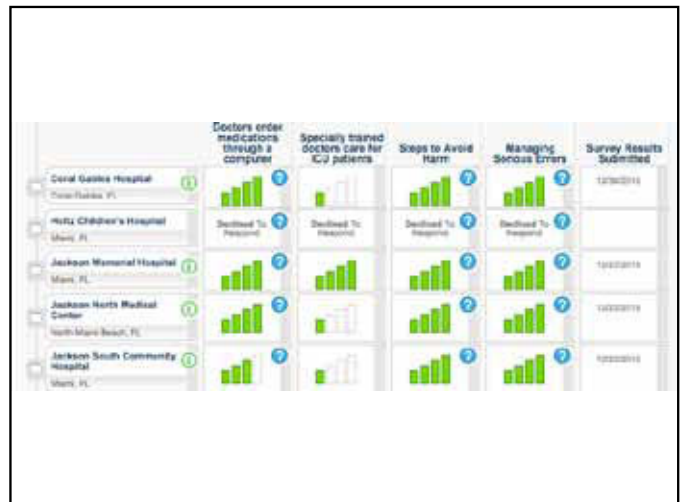 Doctors order
medications
through a
computer
Specially trained
doctors care for
ICU patients
Steps to Avoid
Harm
Managing
Serious Errors
Survey Results
Submitted
Coral Gables Hospital
Coral Gables, FL
Holtz Children's Hospital
Declined To
Respond
Declined To
Respond
Declined To
Respond
Declined To
Respond
Miami, FL
Jackson Memorial Hospital
Miami, FL
Jackson North Medical
Center
North Miami Beach, FL
Jackson South Community
Hospital
Miami, FL